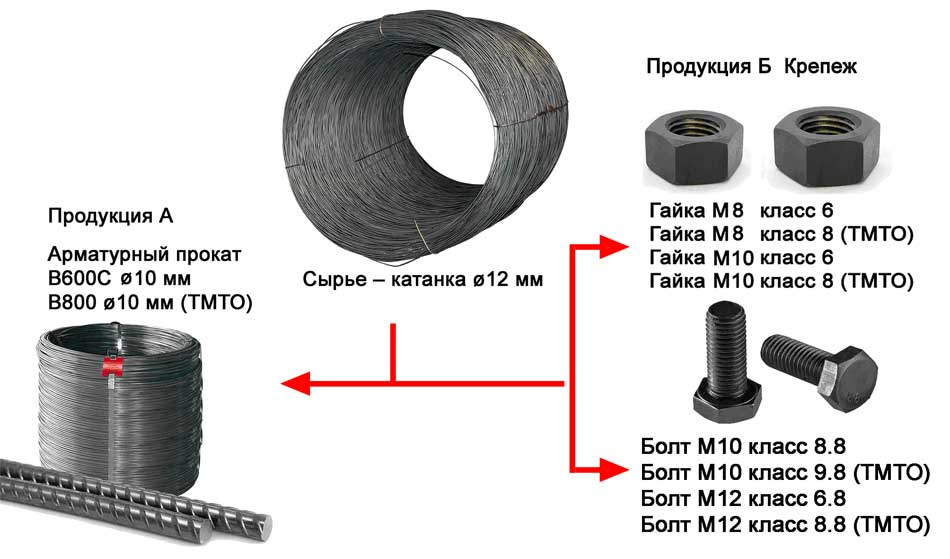 Продукция Б Крепеж
Гайка М8 класс 6
Гайка М8 класс 8 (ТМТО)
Гайка М10 класс 6
Гайка М10 класс 8 (ТМТО)
Продукция А
Арматурный прокат
В600С ø10 мм
В800 ø10 мм (ТМТО)
Сырье – катанка ø12 мм
Болт М10 класс 8.8
Болт М10 класс 9.8 (ТМТО)
Болт М12 класс 6.8
Болт М12 класс 8.8 (ТМТО)